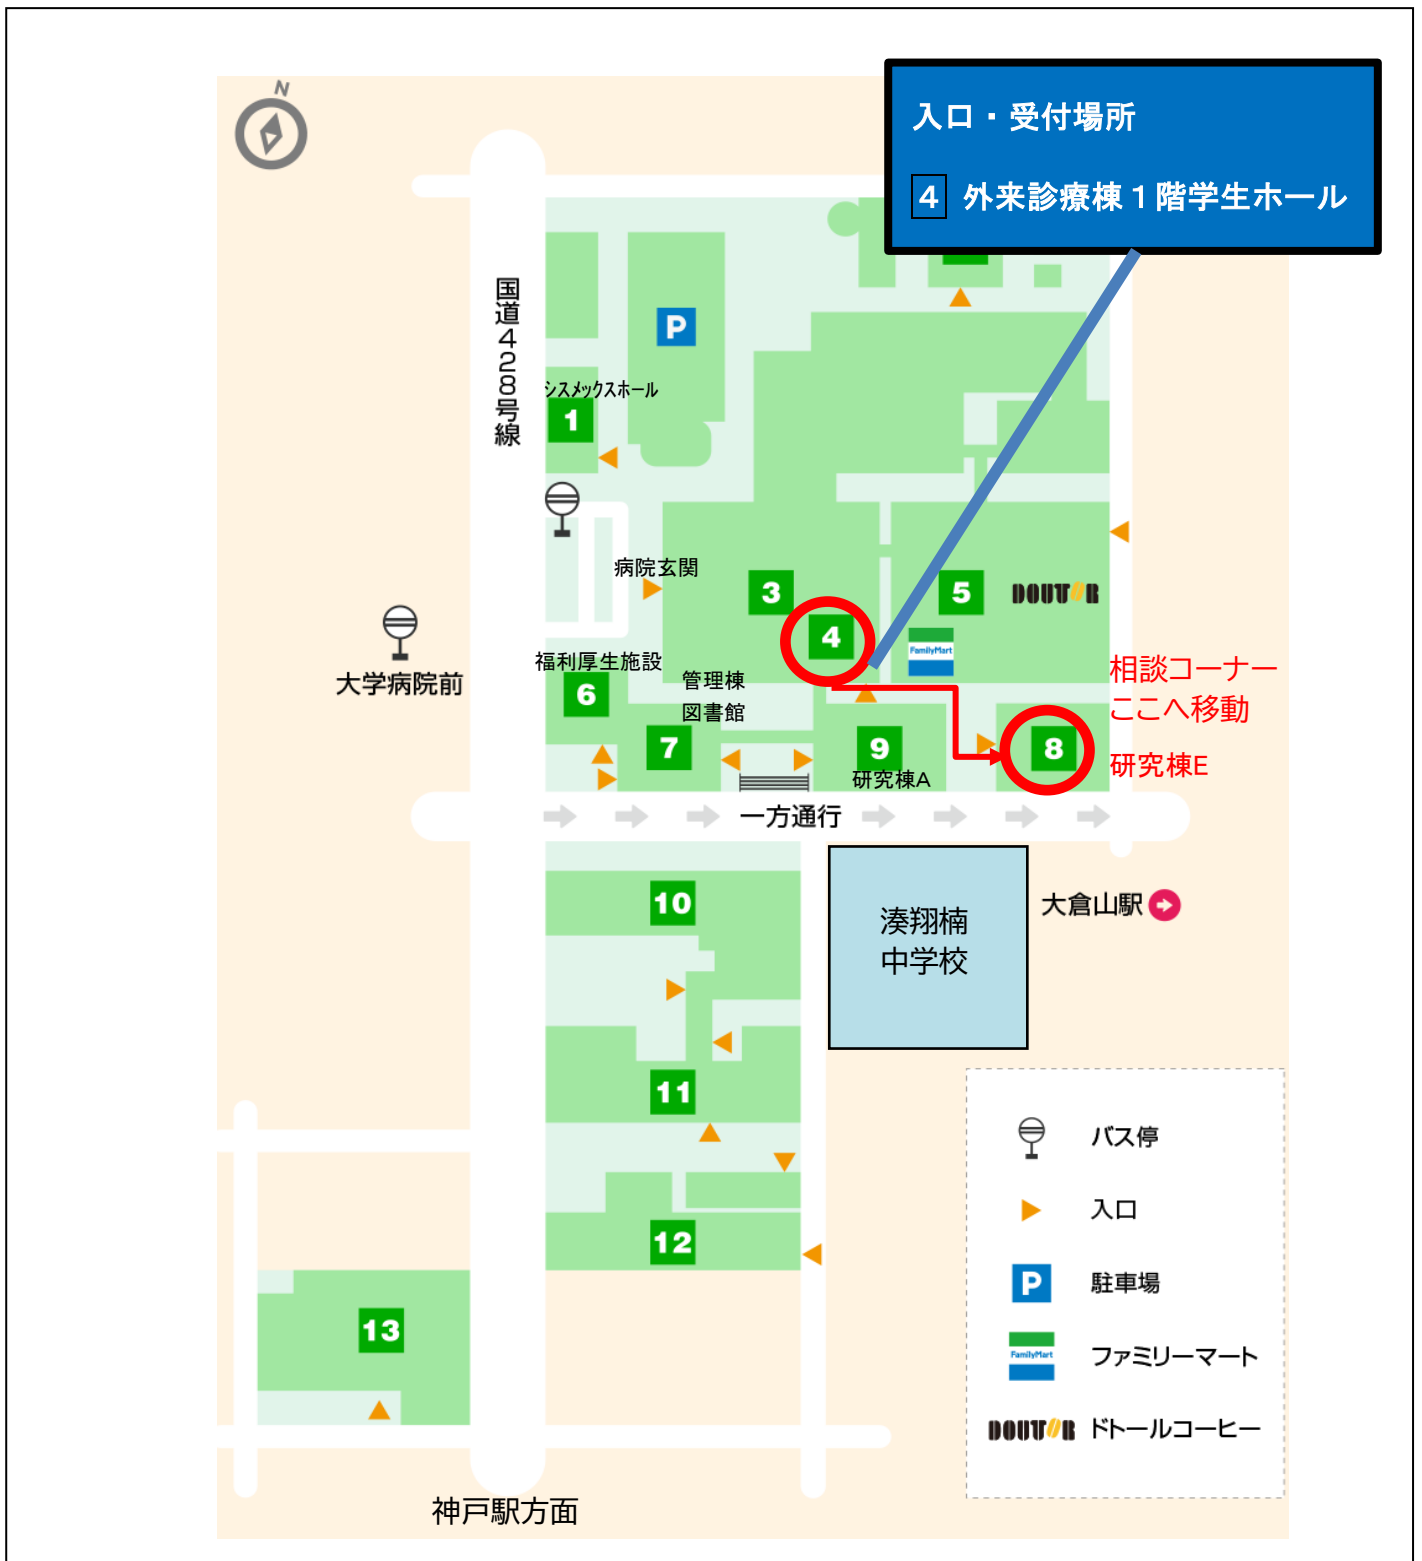 N
入口・受付場所
4 外来診療棟1階学生ホール
国道428号線
P
シスメックスホール
1
病院玄関
3
5
DOUTOR
4
FamilyMart
大学病院前
福利厚生施設
6
管理棟
図書館
相談コーナー
ここへ移動
7
9
8
研究棟E
研究棟A
一方通行
10
湊翔楠
中学校
大倉山駅
11
バス停
入口
12
P 駐車場
13
FamilyMart ファミリーマート
DOUTOR ドトールコーヒー
神戸駅方面